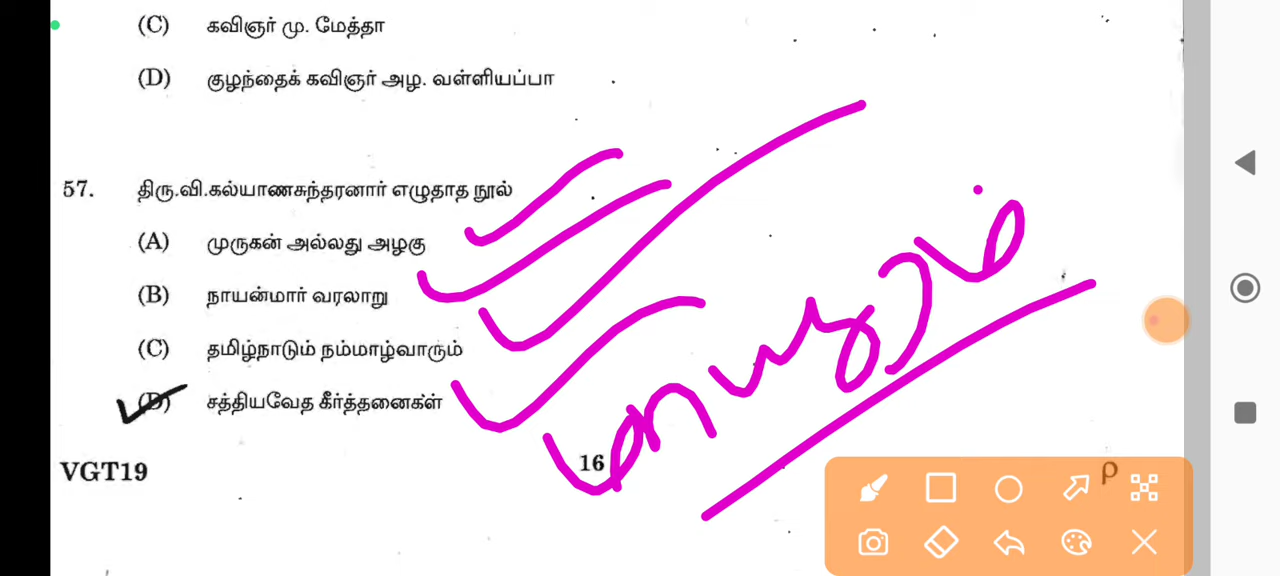 (C) கவிஞர் மு. மேத்தா
(D) குழந்தைக் கவிஞர் அழ. வள்ளியப்பா
57. திரு.வி.கல்யாணசுந்தரனார் எழுதாத நூல்
(A) முருகன் அல்லது அழகு
(B) நாயன்மார் வரலாறு
(C) தமிழ்நாடும் நம்மாழ்வாரும்
(D) சத்தியவேத கீர்த்தனைகள்
VGT19
16
ρ